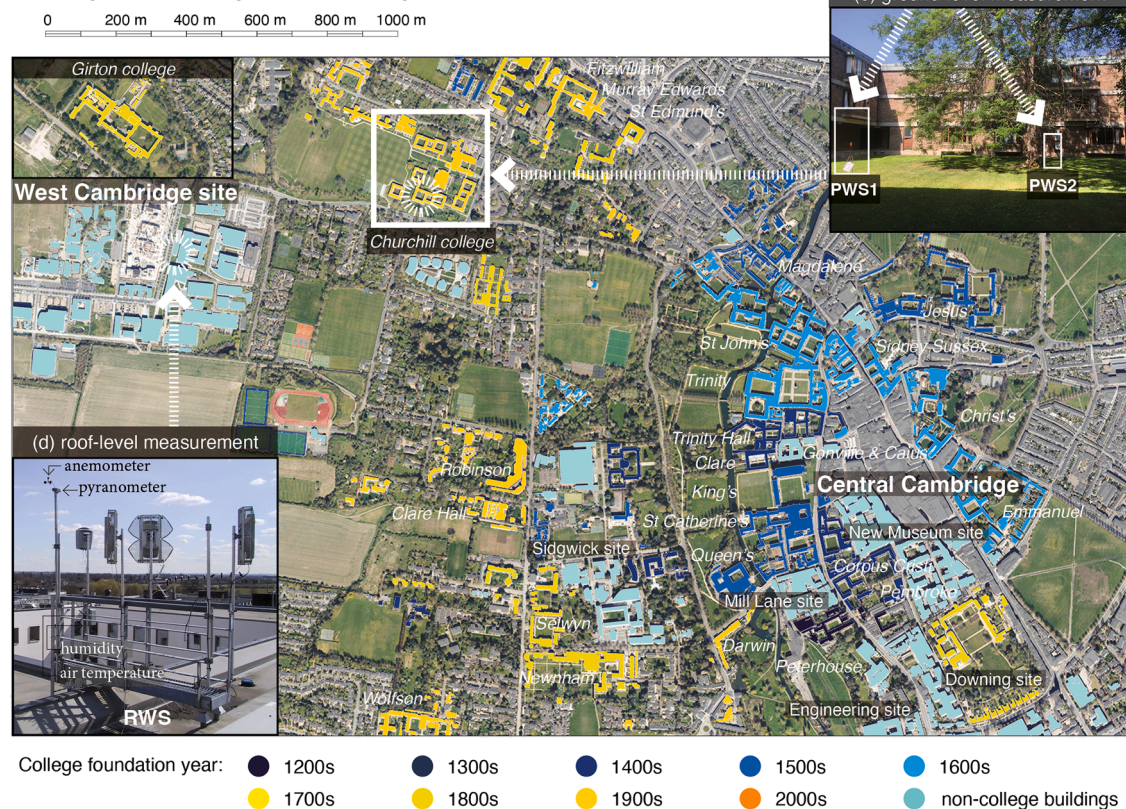 0 200 m 400 m 600 m 800 m 1000 m
Girton college
Fitzwilliam
Murray Edwards
St Edmund's
PWS1
PWS2
West Cambridge site
Churchill college
Magdalene
Jesus
St John's
Sidney Sussex
Trinity
Christ's
(d) roof-level measurement
Trinity Hall
Gonville & Caius
anemometer
pyranometer
Robinson
Clare
King's
Central Cambridge
Clare Hall
St Catherine's
Emmanuel
New Museum site
Sidgwick site
Queen's
Corpus Cristi
Pembroke
Mill Lane site
Selwyn
humidity
air temperature
Darwin
Peterhouse
Newnham
Downing site
Wolfson
Engineering site
RWS
College foundation year: 1200s 1300s 1400s 1500s 1600s
1700s 1800s 1900s 2000s non-college buildings